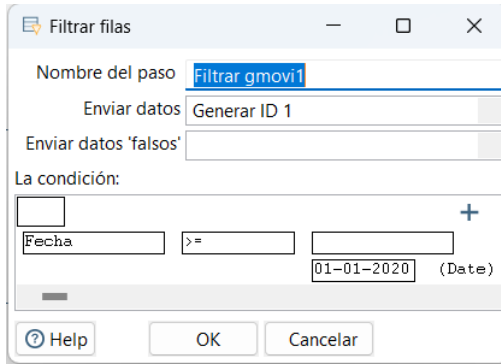 Filtrar filas
Nombre del paso Filtrar gmovi1
Enviar datos Generar ID 1
Enviar datos 'falsos'
La condición:
Fecha >=
01-01-2020 (Date)
Help OK Cancelar